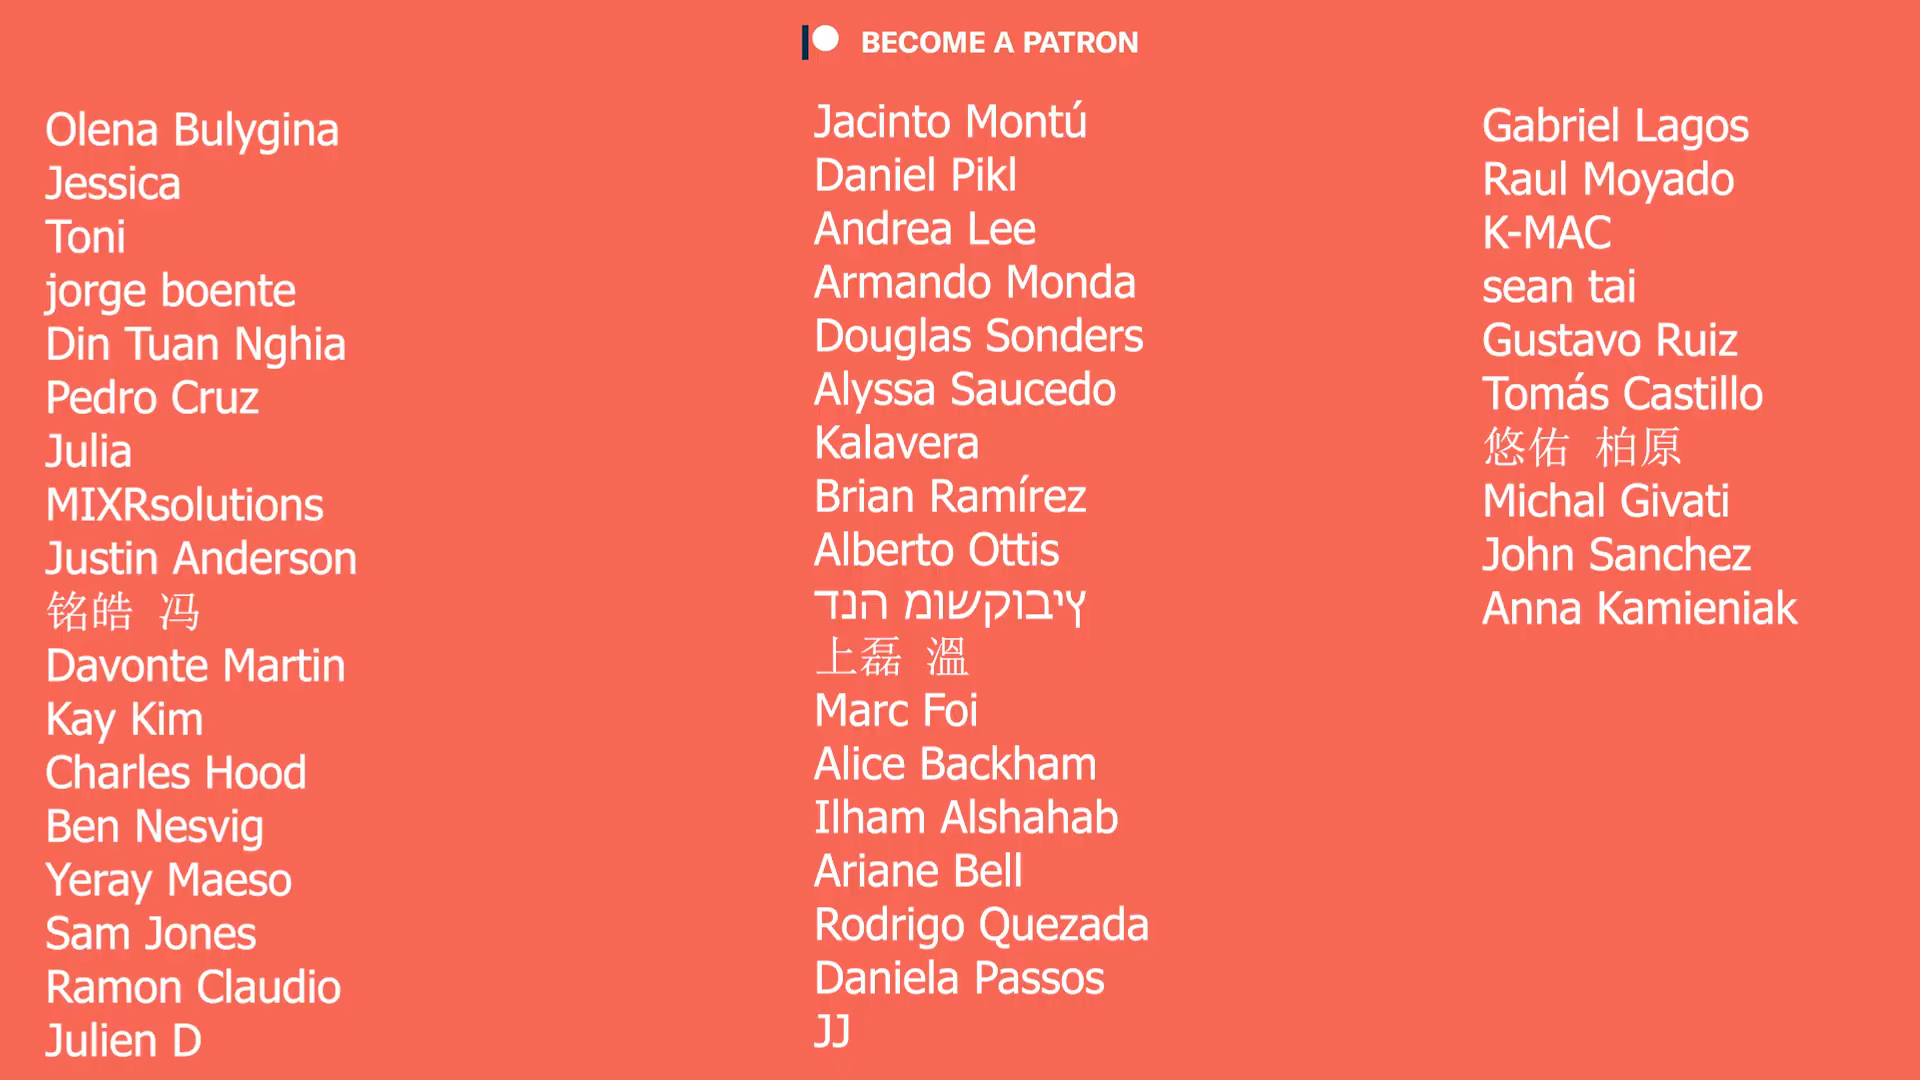 BECOME A PATRON
Olena Bulygina
Jessica
Toni
jorge boente
Din Tuan Nghia
Pedro Cruz
Julia
MIXRsolutions
Justin Anderson
铭皓 冯
Davonte Martin
Kay Kim
Charles Hood
Ben Nesvig
Yeray Maeso
Sam Jones
Ramon Claudio
Julien D
Jacinto Montú
Daniel Pikl
Andrea Lee
Armando Monda
Douglas Sonders
Alyssa Saucedo
Kalavera
Brian Ramírez
Alberto Ottis
דנה מושקוביץ
上磊 溫
Marc Foi
Alice Backham
Ilham Alshahab
Ariane Bell
Rodrigo Quezada
Daniela Passos
JJ
Gabriel Lagos
Raul Moyado
K-MAC
sean tai
Gustavo Ruiz
Tomás Castillo
悠佑 柏原
Michal Givati
John Sanchez
Anna Kamieniak